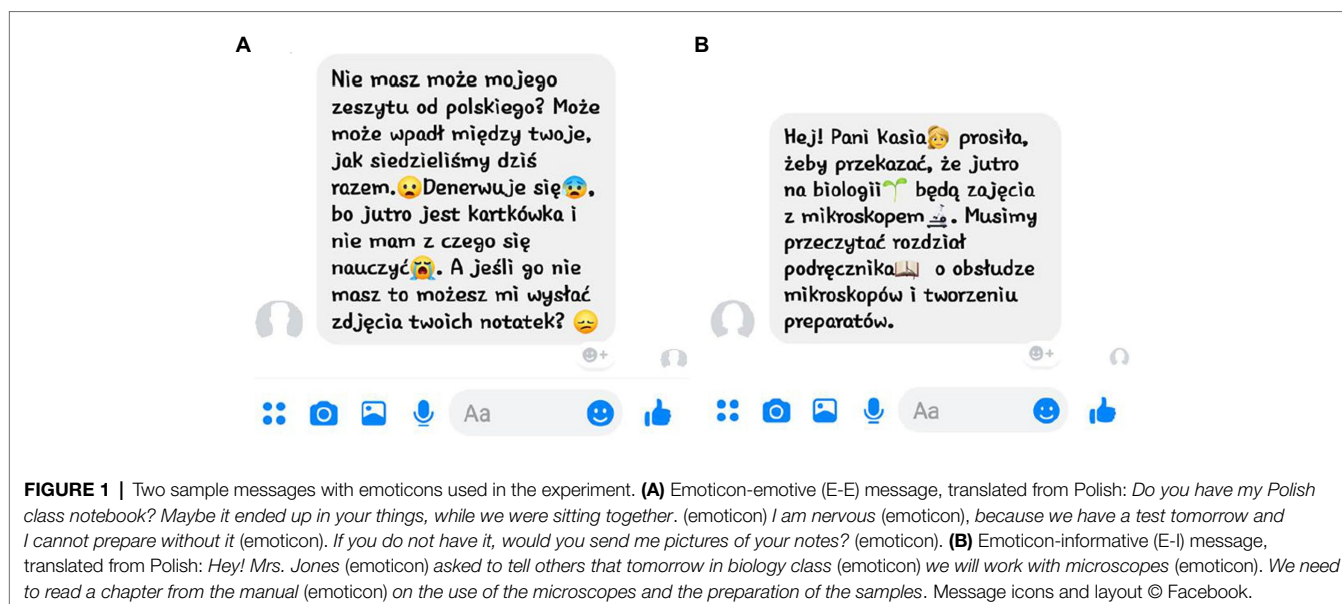 A
Nie masz może mojego
zeszytu od polskiego? Może
może wpadł między twoje,
jak siedzieliśmy dziś
razem.😦Denerwuje się😰,
bo jutro jest kartkówka i
nie mam z czego się
nauczyć😭. A jeśli go nie
masz to możesz mi wysłać
zdjęcia twoich notatek? 😞
Aa
B
Hej! Pani Kasia👩 prosiła,
żeby przekazać, że jutro
na biologii🌱 będą zajęcia
z mikroskopem🔬. Musimy
przeczytać rozdział
podręcznika📖 o obsłudze
mikroskopów i tworzeniu
preparatów.
Aa
FIGURE 1 | Two sample messages with emoticons used in the experiment. (A) Emoticon-emotive (E-E) message, translated from Polish: Do you have my Polish
class notebook? Maybe it ended up in your things, while we were sitting together. (emoticon) I am nervous (emoticon), because we have a test tomorrow and
I cannot prepare without it (emoticon). If you do not have it, would you send me pictures of your notes? (emoticon). (B) Emoticon-informative (E-I) message,
translated from Polish: Hey! Mrs. Jones (emoticon) asked to tell others that tomorrow in biology class (emoticon) we will work with microscopes (emoticon). We need
to read a chapter from the manual (emoticon) on the use of the microscopes and the preparation of the samples. Message icons and layout © Facebook.